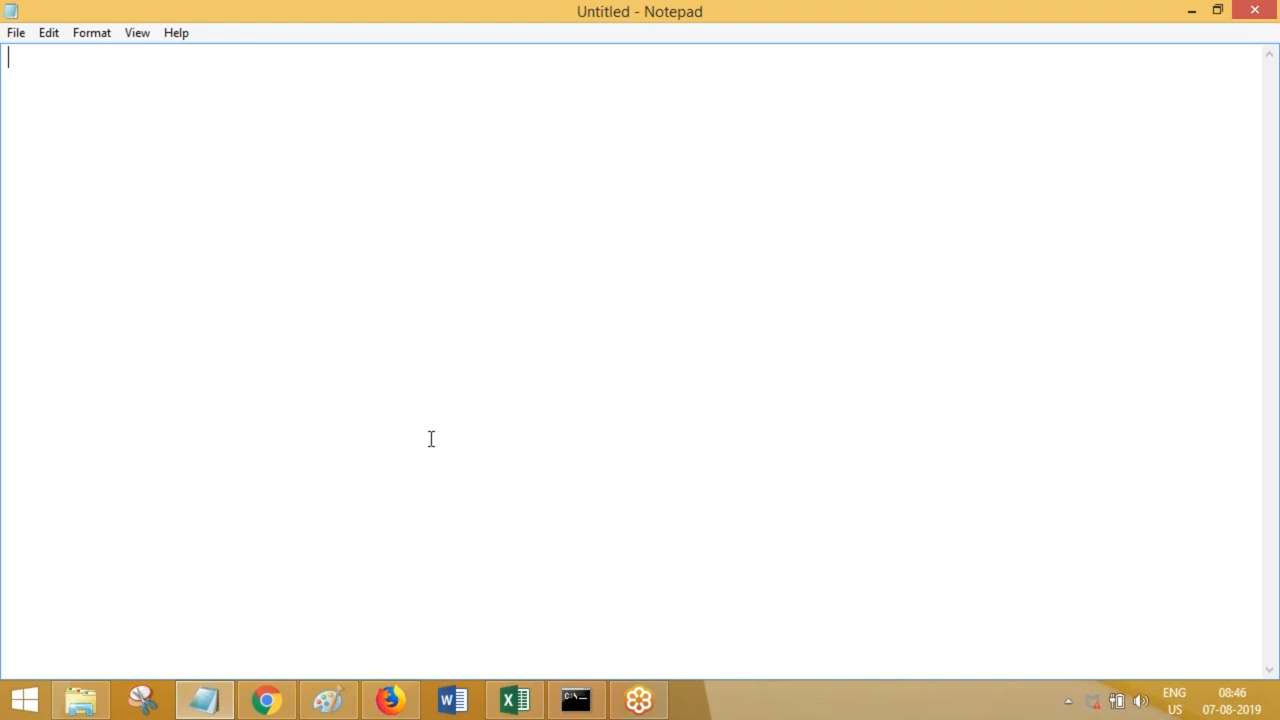 Untitled - Notepad
File Edit Format View Help
ENG 08:46
US 07-08-2019